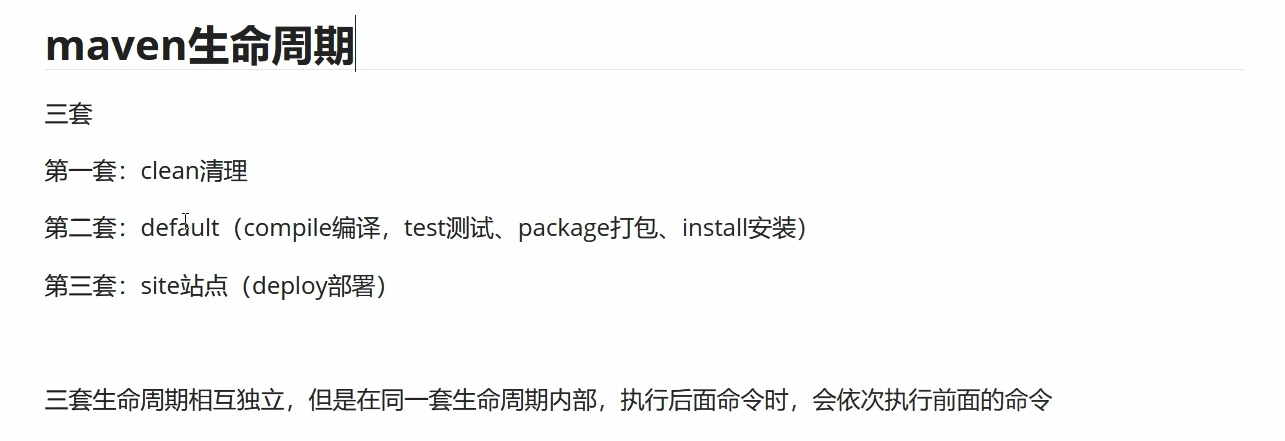 maven生命周期
三套
第一套：clean清理
第二套：default（compile编译，test测试、package打包、install安装）
第三套：site站点（deploy部署）
三套生命周期相互独立，但是在同一套生命周期内部，执行后面命令时，会依次执行前面的命令